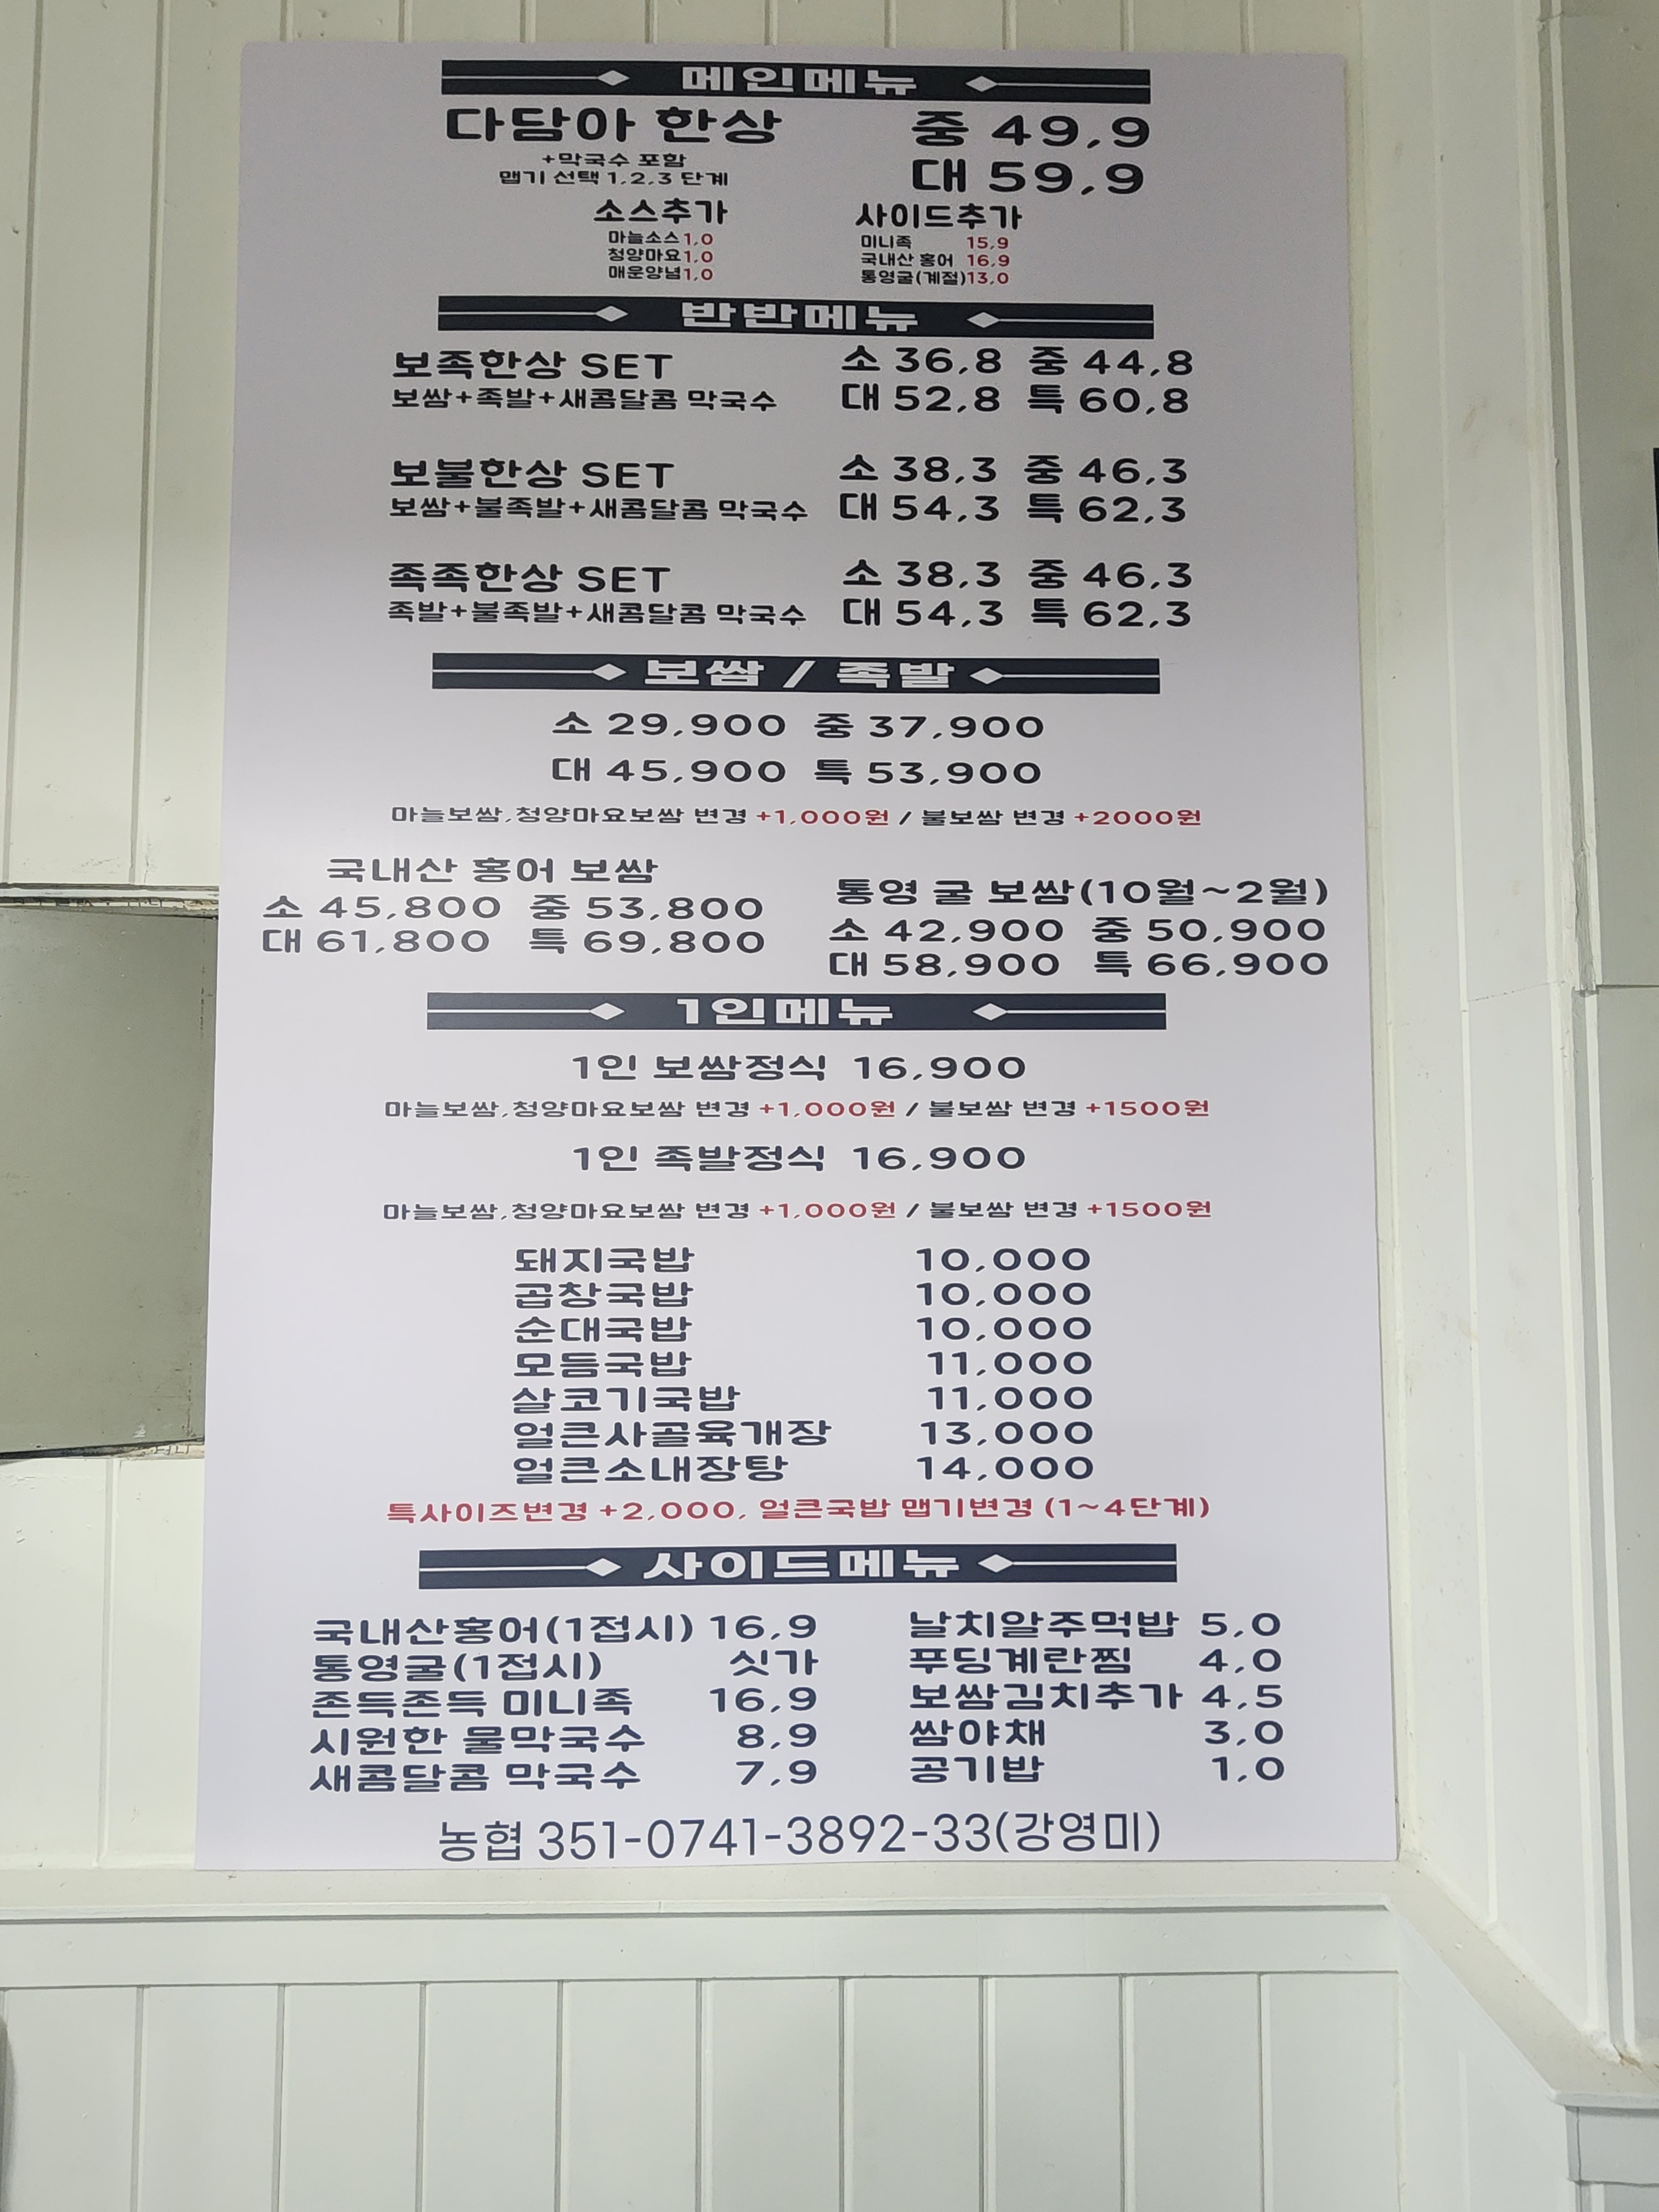 메인메뉴
다담아 한상 중 49,9
+막국수 포함
맵기 선택 1,2,3 단계 대 59,9
소스추가 사이드추가
마늘소스 1,0 미니족 15,9
청양마요 1,0 국내산 홍어 16,9
매운양념 1,0 통영굴(계절)13,0
반반메뉴
보족한상 SET 소 36,8 중 44,8
보쌈+족발+새콤달콤 막국수 대 52,8 특 60,8
보불한상 SET 소 38,3 중 46,3
보쌈+불족발+새콤달콤 막국수 대 54,3 특 62,3
족족한상 SET 소 38,3 중 46,3
족발+불족발+새콤달콤 막국수 대 54,3 특 62,3
보쌈 / 족발
소 29,900 중 37,900
대 45,900 특 53,900
마늘보쌈,청양마요보쌈 변경 +1,000원 / 불보쌈 변경 +2000원
국내산 홍어 보쌈
소 45,800 중 53,800
대 61,800 특 69,800
통영 굴 보쌈(10월~2월)
소 42,900 중 50,900
대 58,900 특 66,900
1인메뉴
1인 보쌈정식 16,900
마늘보쌈,청양마요보쌈 변경 +1,000원 / 불보쌈 변경 +1500원
1인 족발정식 16,900
마늘보쌈,청양마요보쌈 변경 +1,000원 / 불보쌈 변경 +1500원
돼지국밥 10,000
곱창국밥 10,000
순대국밥 10,000
모듬국밥 11,000
살코기국밥 11,000
얼큰사골육개장 13,000
얼큰소내장탕 14,000
특사이즈변경 +2,000, 얼큰국밥 맵기변경 (1~4단계)
사이드메뉴
국내산홍어(1접시) 16,9 날치알주먹밥 5,0
통영굴(1접시) 싯가 푸딩계란찜 4,0
존득존득 미니족 16,9 보쌈김치추가 4,5
시원한 물막국수 8,9 쌈야채 3,0
새콤달콤 막국수 7,9 공기밥 1,0
농협 351-0741-3892-33(강영미)